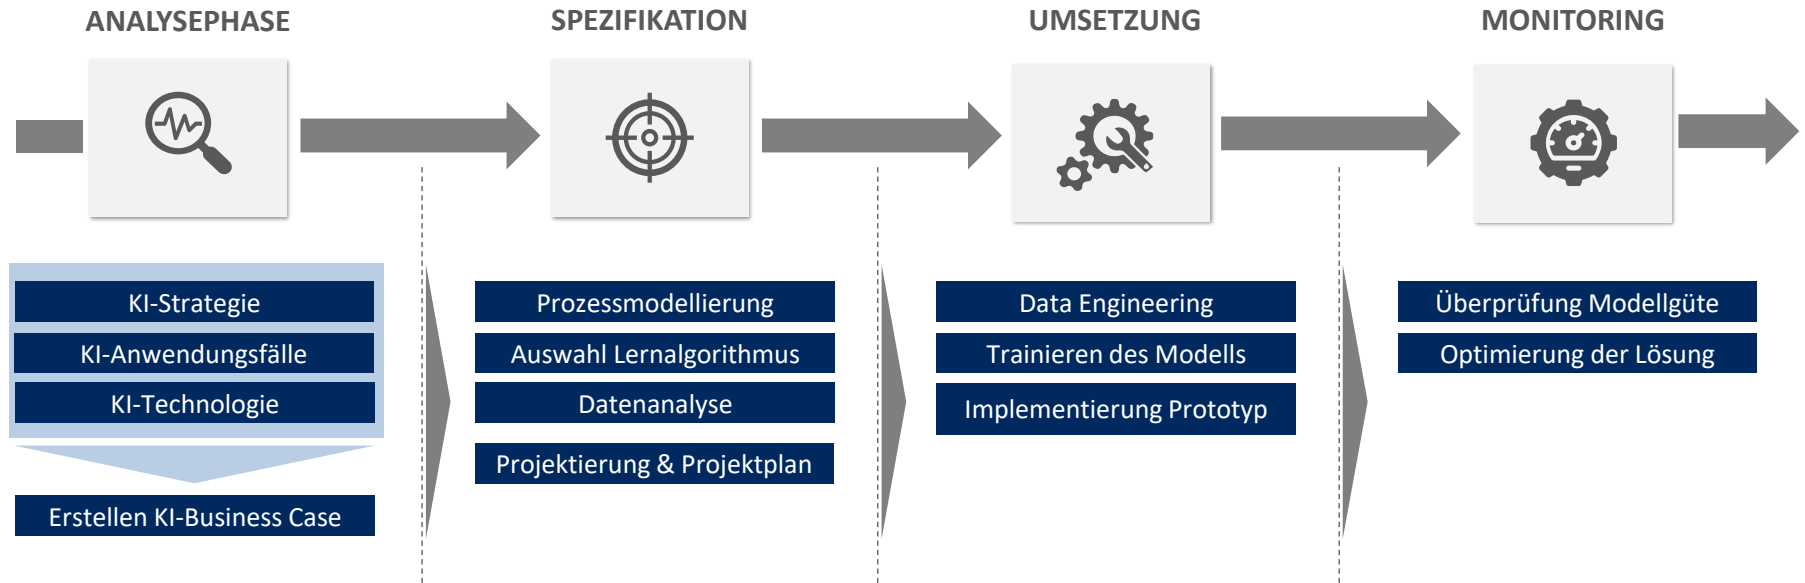 ANALYSEPHASE
SPEZIFIKATION
UMSETZUNG
MONITORING
KI-Strategie
KI-Anwendungsfälle
KI-Technologie
Erstellen KI-Business Case
Prozessmodellierung
Auswahl Lernalgorithmus
Datenanalyse
Projektierung & Projektplan
Data Engineering
Trainieren des Modells
Implementierung Prototyp
Überprüfung Modellgüte
Optimierung der Lösung